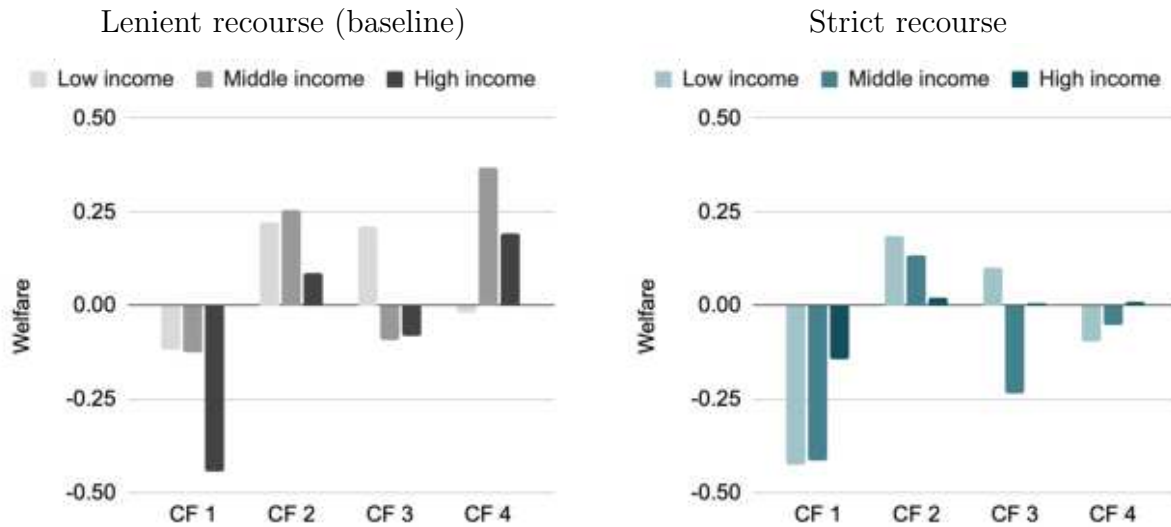 Lenient recourse (baseline)
Low income Middle income High income
0.50
0.25
0.00
-0.25
-0.50
Welfare
CF 1 CF 2 CF 3 CF 4
Strict recourse
Low income Middle income High income
0.50
0.25
0.00
-0.25
-0.50
Welfare
CF 1 CF 2 CF 3 CF 4